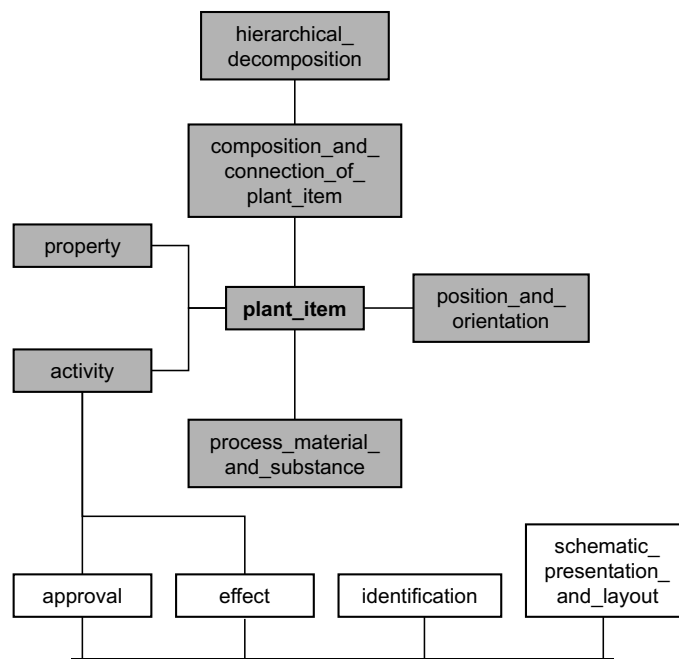 hierarchical_
decomposition
composition_and_
connection_of_
plant_item
property
plant_item
position_and_
orientation
activity
process_material_
and_substance
approval
effect
identification
schematic_
presentation_
and_layout